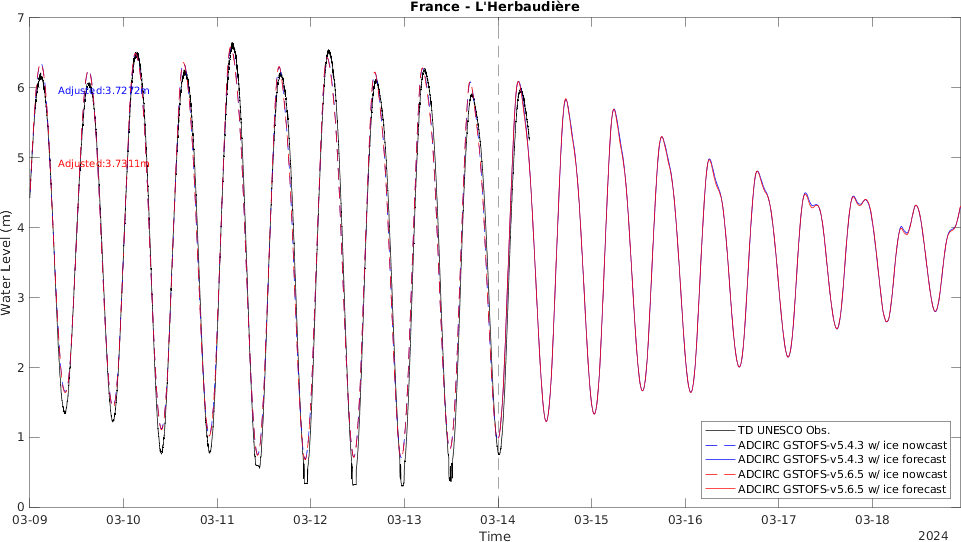 France - L'Herbaudière
7
6
5
4
3
2
1
0
Water Level (m)
Adjusted:3.7272m
Adjusted:3.7311m
TD UNESCO Obs.
ADCIRC GSTOFS-v5.4.3 w/ ice nowcast
ADCIRC GSTOFS-v5.4.3 w/ ice forecast
ADCIRC GSTOFS-v5.6.5 w/ ice nowcast
ADCIRC GSTOFS-v5.6.5 w/ ice forecast
03-09 03-10 03-11 03-12 03-13 03-14 03-15 03-16 03-17 03-18
Time
2024